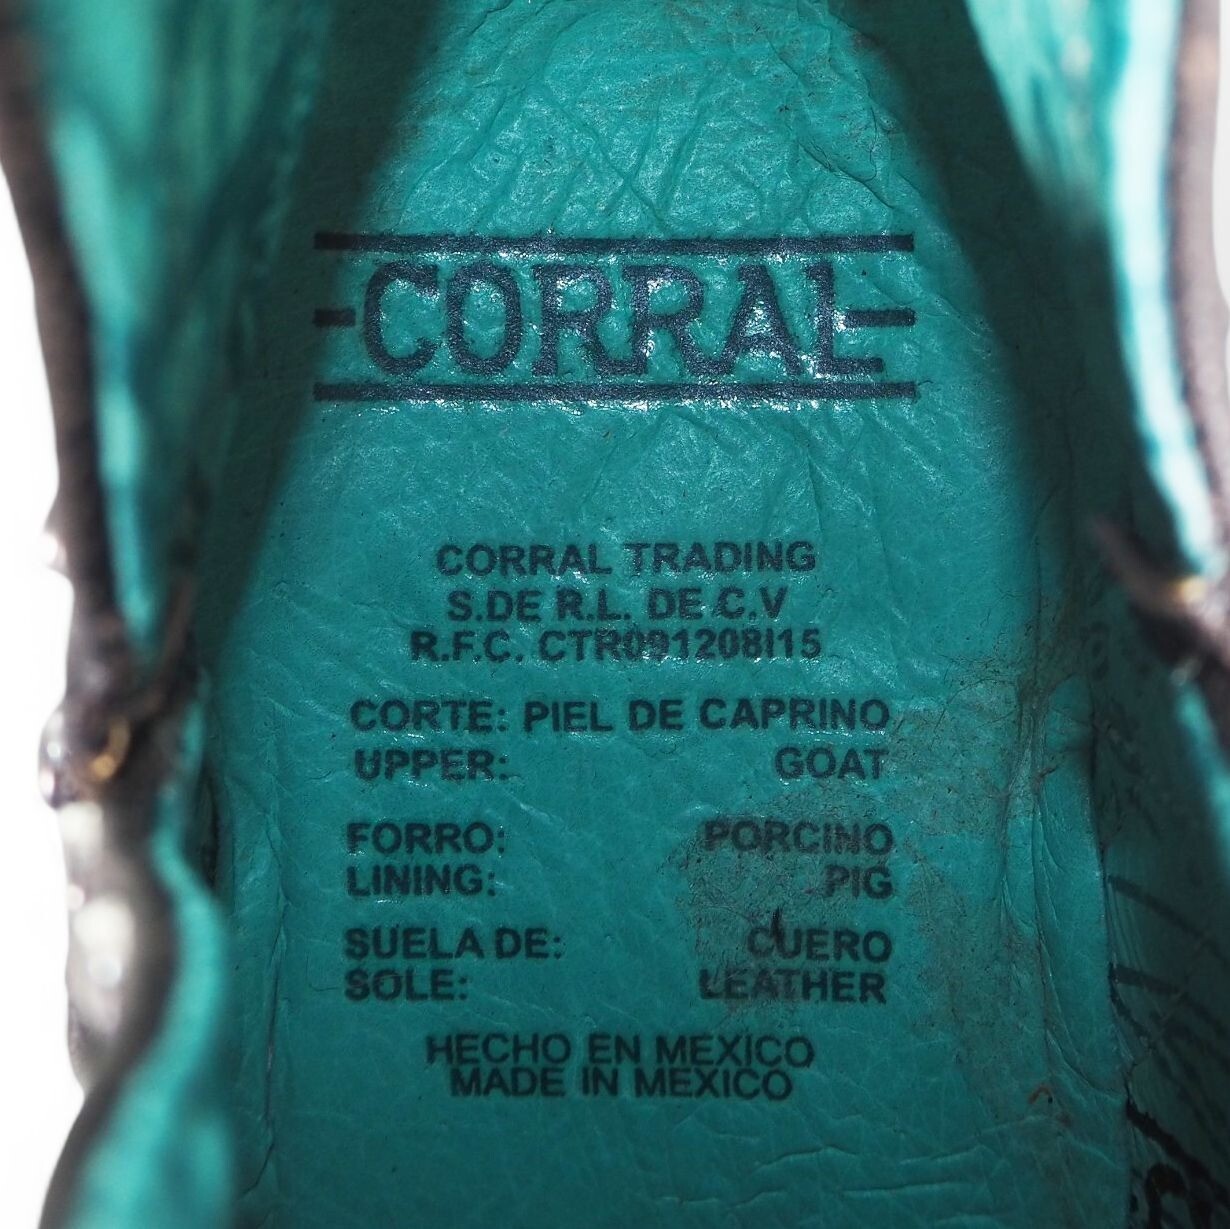 CORRAL
CORRAL TRADING
S.DE R.L. DE C.V
R.F.C. CTR091208I15
CORTE: PIEL DE CAPRINO
UPPER: GOAT
FORRO: PORCINO
LINING: PIG
SUELA DE: CUERO
SOLE: LEATHER
HECHO EN MEXICO
MADE IN MEXICO